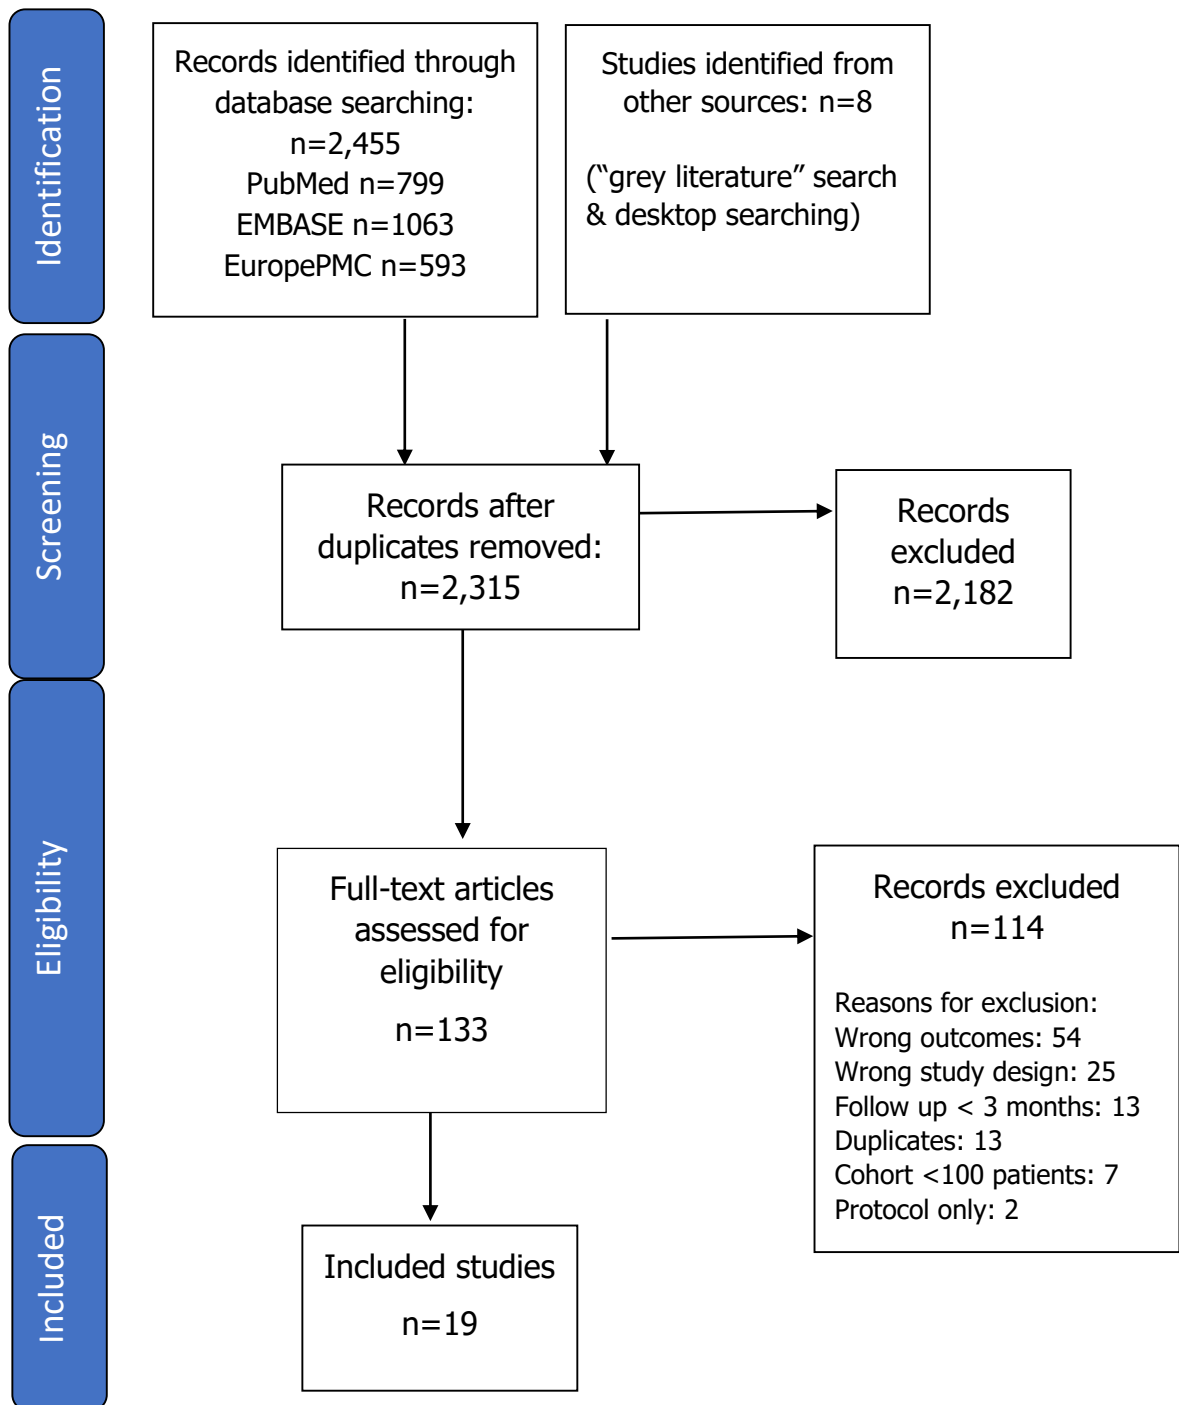 Identification
Records identified through
database searching:
n=2,455
PubMed n=799
EMBASE n=1063
EuropePMC n=593
Studies identified from
other sources: n=8
(“grey literature” search
& desktop searching)
Screening
Records after
duplicates removed:
n=2,315
Records
excluded
n=2,182
Eligibility
Full-text articles
assessed for
eligibility
n=133
Records excluded
n=114
Reasons for exclusion:
Wrong outcomes: 54
Wrong study design: 25
Follow up < 3 months: 13
Duplicates: 13
Cohort <100 patients: 7
Protocol only: 2
Included
Included studies
n=19